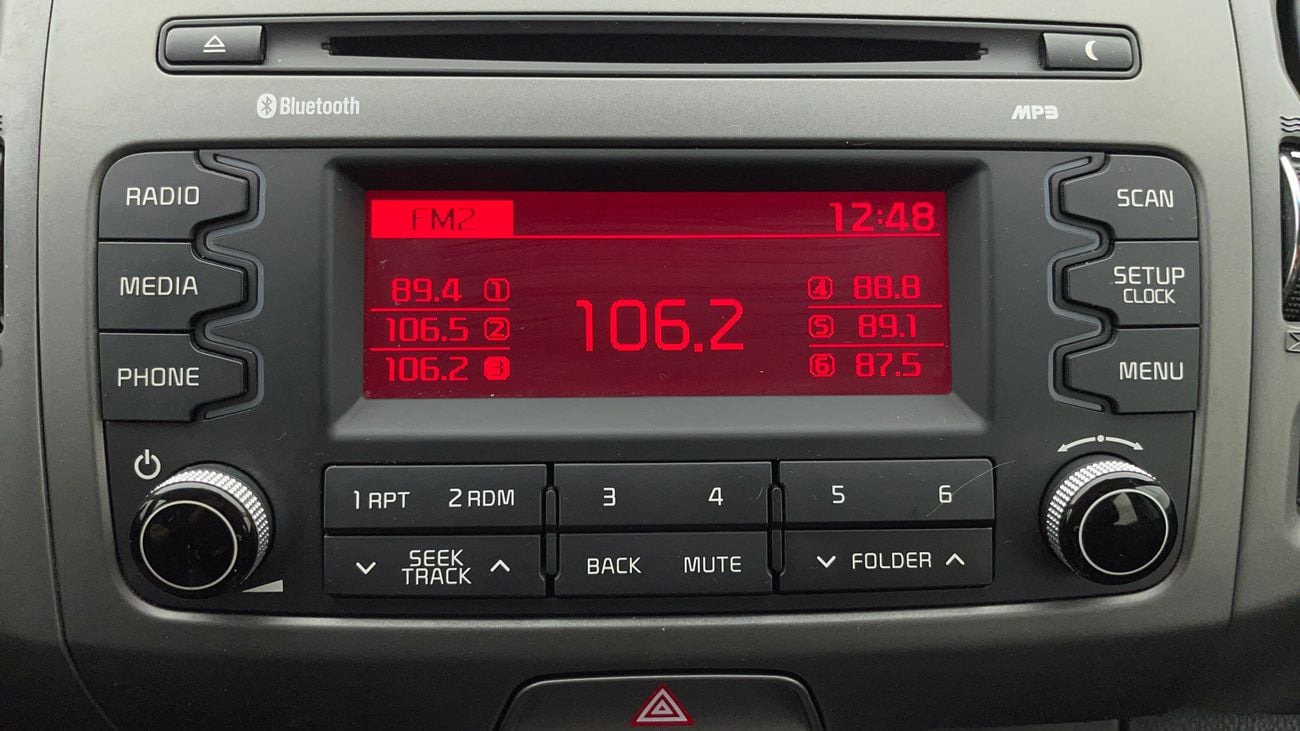 Bluetooth
MP3
RADIO
MEDIA
PHONE
FM2
12:48
89.4 1
106.5 2
106.2 3
106.2
4 88.8
5 89.1
6 87.5
SCAN
SETUP
CLOCK
MENU
1 RPT 2 RDM
3 4
5 6
SEEK
TRACK
BACK MUTE
FOLDER